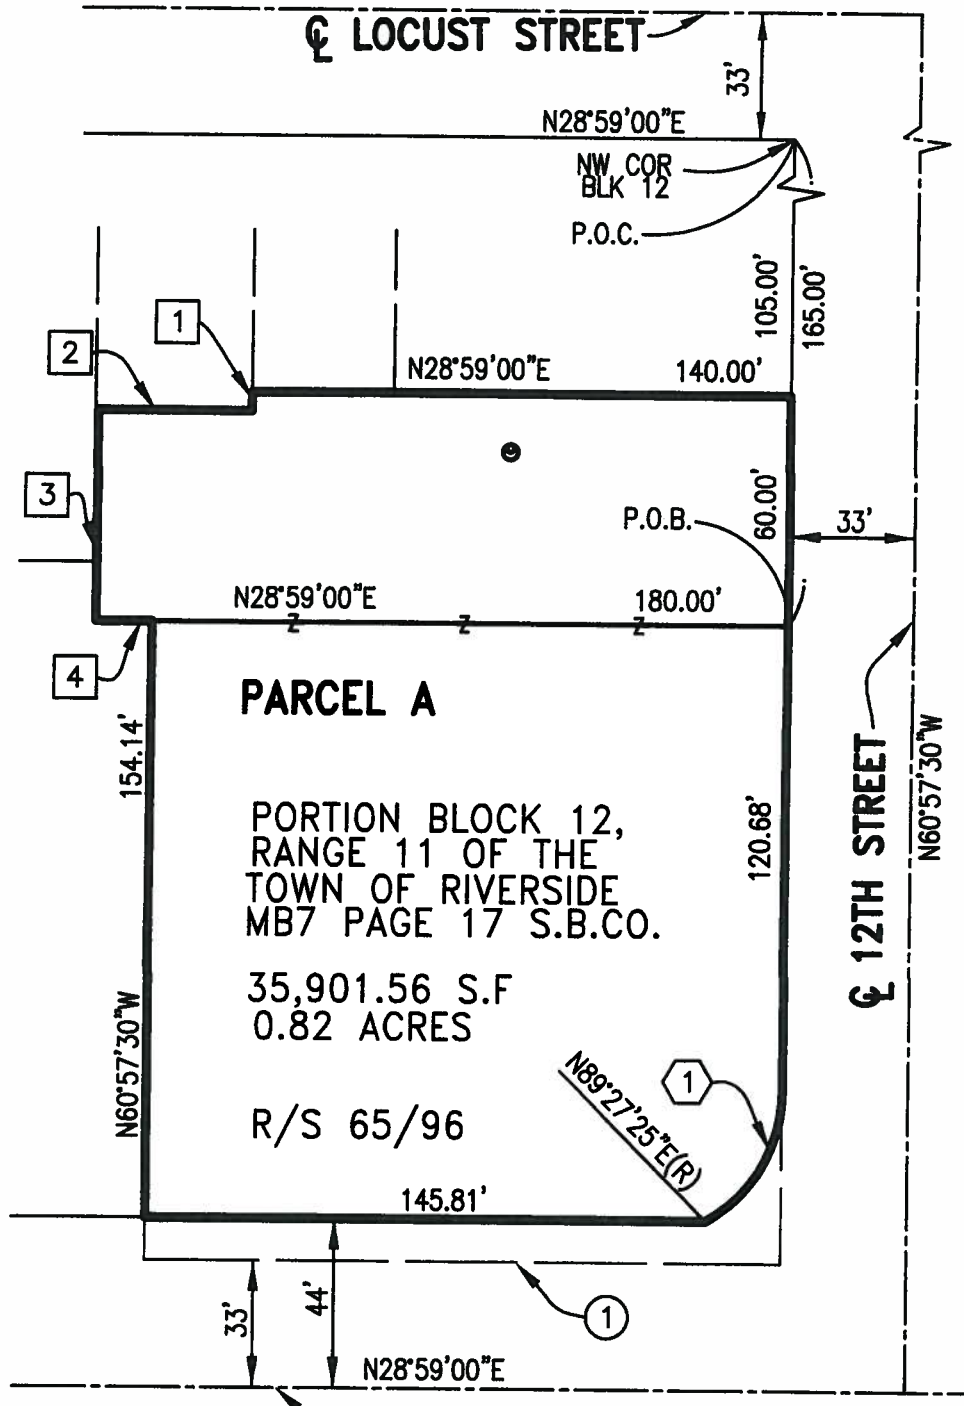 ℄ LOCUST STREET
33'
N28°59'00"E
NW COR
BLK 12
P.O.C.
105.00'
165.00'
1
2
N28°59'00"E
140.00'
3
P.O.B.
60.00'
33'
N28°59'00"E
180.00'
Z Z Z
4
PARCEL A
154.14'
N60°57'30"W
PORTION BLOCK 12,
RANGE 11 OF THE
TOWN OF RIVERSIDE
MB7 PAGE 17 S.B.CO.
35,901.56 S.F
0.82 ACRES
R/S 65/96
120.68'
℄ 12TH STREET
N60°57'30"W
N89°27'25"E(R)
1
145.81'
33'
44'
1
N28°59'00"E